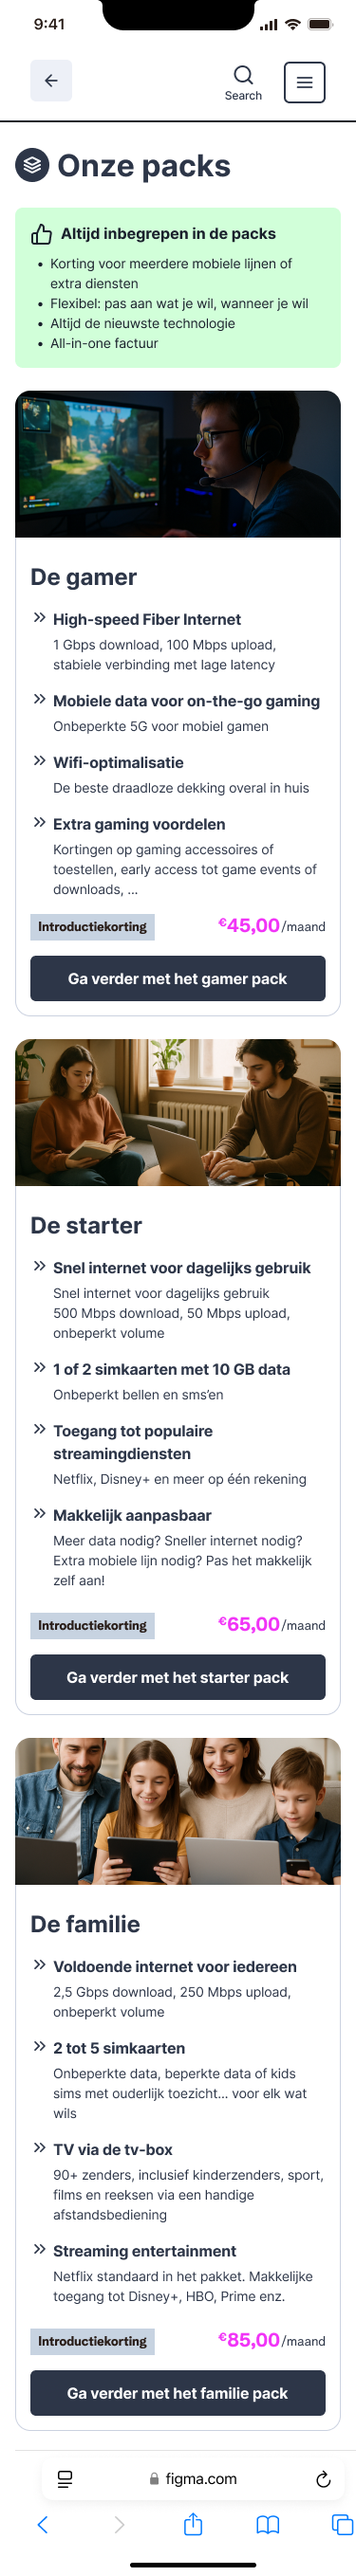 9:41
Search
Onze packs
Altijd inbegrepen in de packs
• Korting voor meerdere mobiele lijnen of
extra diensten
• Flexibel: pas aan wat je wil, wanneer je wil
• Altijd de nieuwste technologie
• All-in-one factuur
De gamer
High-speed Fiber Internet
1 Gbps download, 100 Mbps upload,
stabiele verbinding met lage latency
Mobiele data voor on-the-go gaming
Onbeperkte 5G voor mobiel gamen
Wifi-optimalisatie
De beste draadloze dekking overal in huis
Extra gaming voordelen
Kortingen op gaming accessoires of
toestellen, early access tot game events of
downloads, ...
Introductiekorting
€45,00/maand
Ga verder met het gamer pack
De starter
Snel internet voor dagelijks gebruik
Snel internet voor dagelijks gebruik
500 Mbps download, 50 Mbps upload,
onbeperkt volume
1 of 2 simkaarten met 10 GB data
Onbeperkt bellen en sms'en
Toegang tot populaire
streamingdiensten
Netflix, Disney+ en meer op één rekening
Makkelijk aanpasbaar
Meer data nodig? Sneller internet nodig?
Extra mobiele lijn nodig? Pas het makkelijk
zelf aan!
Introductiekorting
€65,00/maand
Ga verder met het starter pack
De familie
Voldoende internet voor iedereen
2,5 Gbps download, 250 Mbps upload,
onbeperkt volume
2 tot 5 simkaarten
Onbeperkte data, beperkte data of kids
sims met ouderlijk toezicht... voor elk wat
wils
TV via de tv-box
90+ zenders, inclusief kinderzenders, sport,
films en reeksen via een handige
afstandsbediening
Streaming entertainment
Netflix standaard in het pakket. Makkelijke
toegang tot Disney+, HBO, Prime enz.
Introductiekorting
€85,00/maand
Ga verder met het familie pack
figma.com